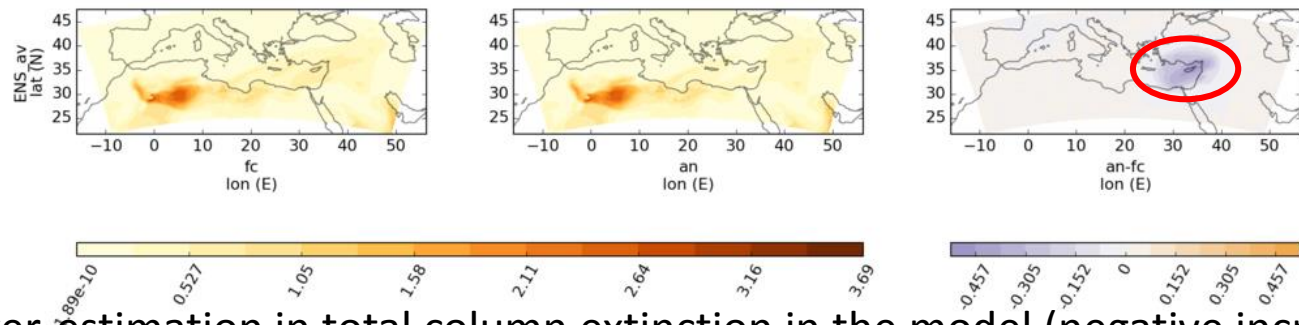 ENS_av
lat (N)
45
40
35
30
25
−10 0 10 20 30 40 50
fc
lon (E)
45
40
35
30
25
−10 0 10 20 30 40 50
an
lon (E)
45
40
35
30
25
−10 0 10 20 30 40 50
an-fc
lon (E)
89e-10 0.527 1.05 1.58 2.11 2.64 3.16 3.69
-0.457 -0.305 -0.152 0 0.152 0.305 0.457
estimation in total column extinction in the model (negative